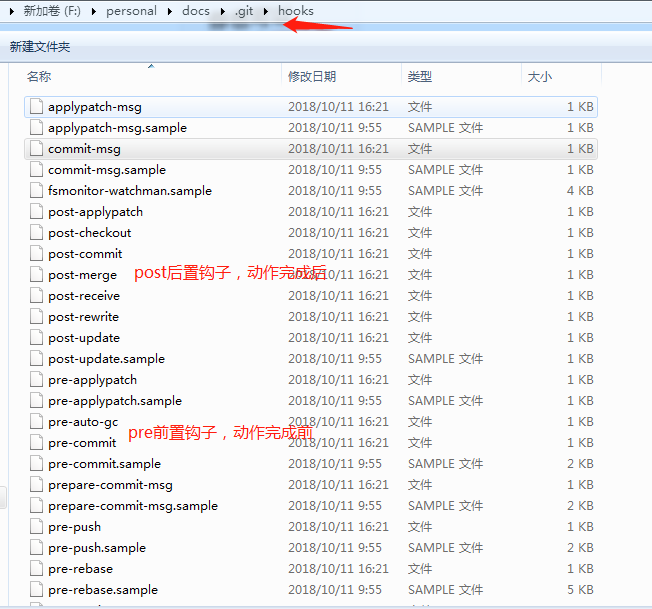 新加卷 (F:) personal docs .git hooks
新建文件夹
名称 修改日期 类型 大小
applypatch-msg 2018/10/11 16:21 文件 1 KB
applypatch-msg.sample 2018/10/11 9:55 SAMPLE 文件 1 KB
commit-msg 2018/10/11 16:21 文件 1 KB
commit-msg.sample 2018/10/11 9:55 SAMPLE 文件 1 KB
fsmonitor-watchman.sample 2018/10/11 9:55 SAMPLE 文件 4 KB
post-applypatch 2018/10/11 16:21 文件 1 KB
post-checkout 2018/10/11 16:21 文件 1 KB
post-commit 2018/10/11 16:21 文件 1 KB
post-merge 2018/10/11 16:21 文件 1 KB
post后置钩子，动作完成后
post-receive 2018/10/11 16:21 文件 1 KB
post-rewrite 2018/10/11 16:21 文件 1 KB
post-update 2018/10/11 16:21 文件 1 KB
post-update.sample 2018/10/11 9:55 SAMPLE 文件 1 KB
pre-applypatch 2018/10/11 16:21 文件 1 KB
pre-applypatch.sample 2018/10/11 9:55 SAMPLE 文件 1 KB
pre-auto-gc 2018/10/11 16:21 文件 1 KB
pre前置钩子，动作完成前
pre-commit 2018/10/11 16:21 文件 1 KB
pre-commit.sample 2018/10/11 9:55 SAMPLE 文件 2 KB
prepare-commit-msg 2018/10/11 16:21 文件 1 KB
prepare-commit-msg.sample 2018/10/11 9:55 SAMPLE 文件 2 KB
pre-push 2018/10/11 16:21 文件 1 KB
pre-push.sample 2018/10/11 9:55 SAMPLE 文件 2 KB
pre-rebase 2018/10/11 16:21 文件 1 KB
pre-rebase.sample 2018/10/11 9:55 SAMPLE 文件 5 KB